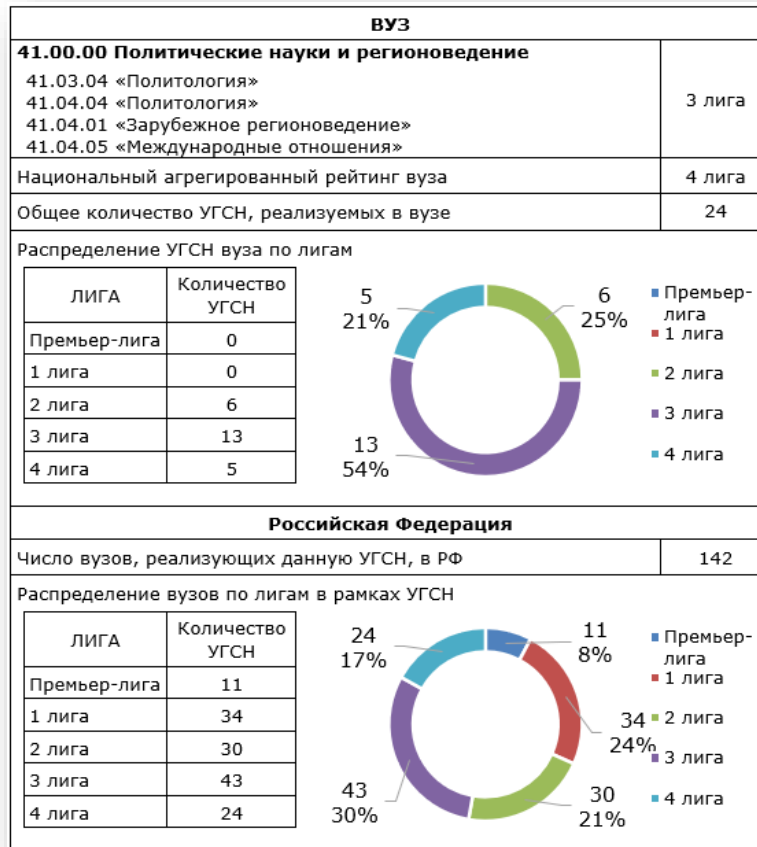 ВУЗ
41.00.00 Политические науки и регионоведение
41.03.04 «Политология»
41.04.04 «Политология»
41.04.01 «Зарубежное регионоведение»
41.04.05 «Международные отношения»
3 лига
Национальный агрегированный рейтинг вуза 4 лига
Общее количество УГСН, реализуемых в вузе 24
Распределение УГСН вуза по лигам
ЛИГА Количество
УГСН
Премьер-лига 0
1 лига 0
2 лига 6
3 лига 13
4 лига 5
5
21%
6
25%
13
54%
Премьер-
лига
1 лига
2 лига
3 лига
4 лига
Российская Федерация
Число вузов, реализующих данную УГСН, в РФ 142
Распределение вузов по лигам в рамках УГСН
ЛИГА Количество
УГСН
Премьер-лига 11
1 лига 34
2 лига 30
3 лига 43
4 лига 24
24
17%
11
8%
34
24%
43
30%
30
21%
Премьер-
лига
1 лига
2 лига
3 лига
4 лига